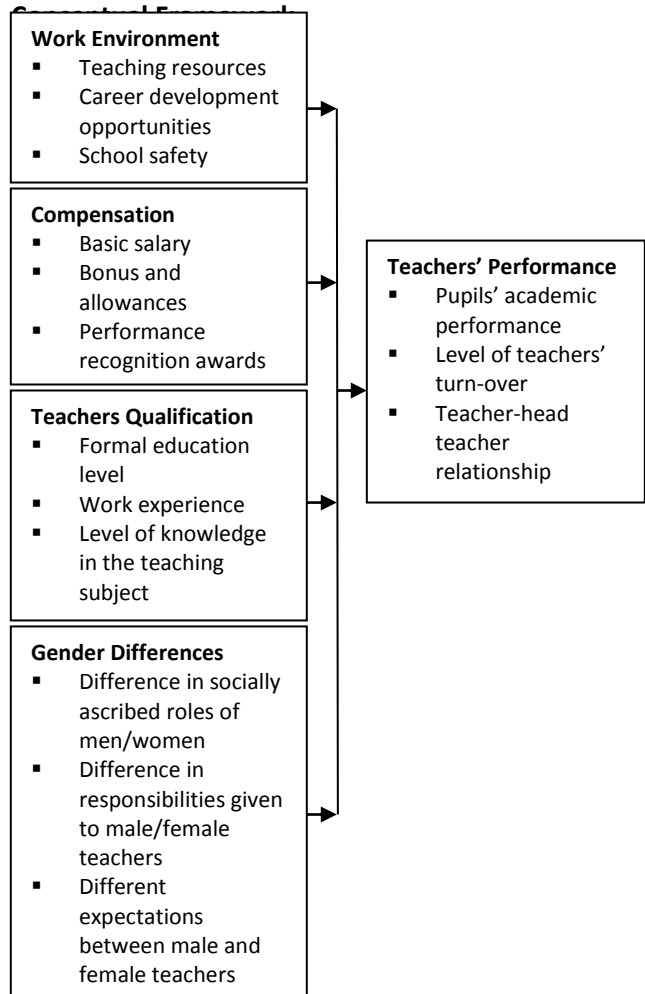 Conceptual Framework
Work Environment
▪ Teaching resources
▪ Career development
opportunities
▪ School safety
Compensation
▪ Basic salary
▪ Bonus and
allowances
▪ Performance
recognition awards
Teachers Qualification
▪ Formal education
level
▪ Work experience
▪ Level of knowledge
in the teaching
subject
Gender Differences
▪ Difference in socially
ascribed roles of
men/women
▪ Difference in
responsibilities given
to male/female
teachers
▪ Different
expectations
between male and
female teachers
Teachers’ Performance
▪ Pupils’ academic
performance
▪ Level of teachers’
turn-over
▪ Teacher-head
teacher
relationship